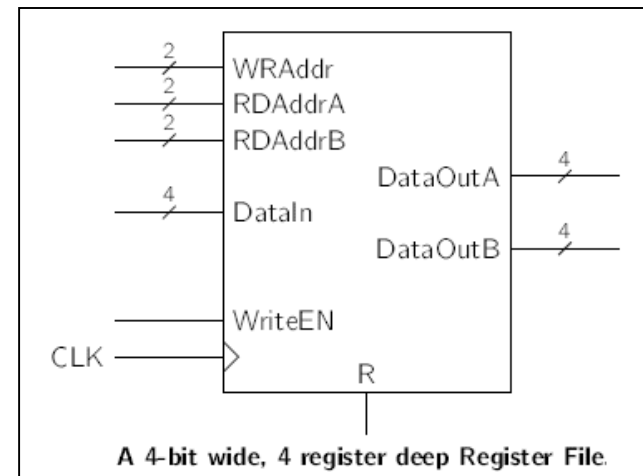 2
WRAddr
2
RDAddrA
2
RDAddrB
DataOutA
4
4
DataIn
DataOutB
4
WriteEN
CLK
R
A 4-bit wide, 4 register deep Register File.